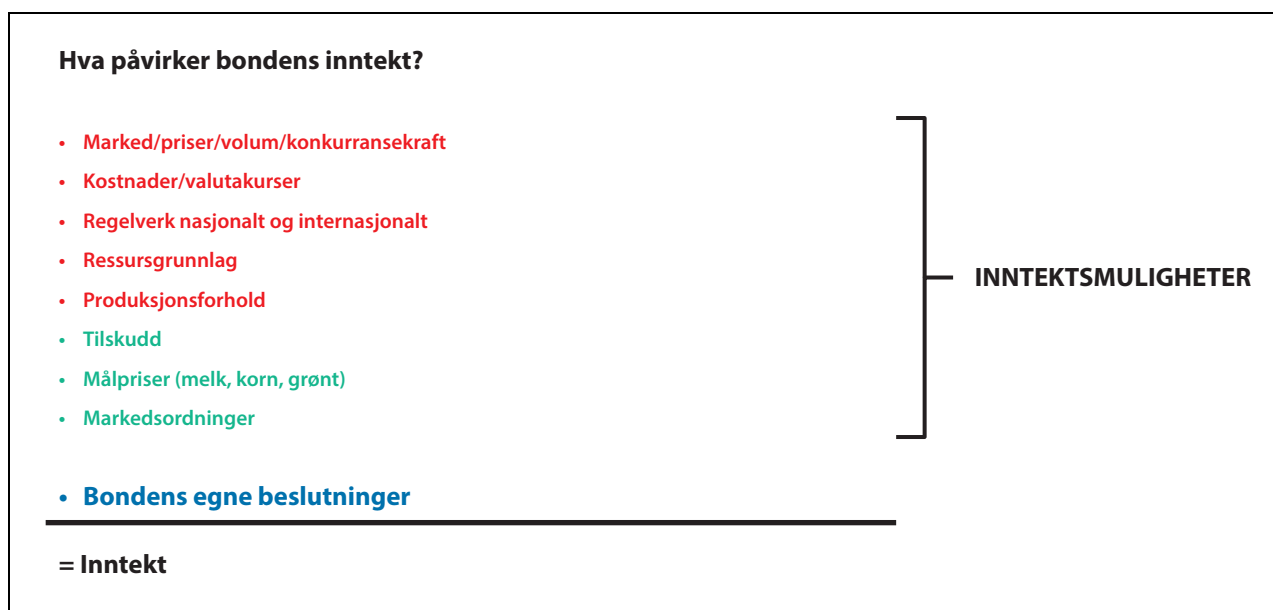 Hva påvirker bondens inntekt?
• Marked/priser/volum/konkurransekraft
• Kostnader/valutakurser
• Regelverk nasjonalt og internasjonalt
• Ressursgrunnlag
• Produksjonsforhold
• Tilskudd
• Målpriser (melk, korn, grønt)
• Markedsordninger
INNTEKTSMULIGHETER
• Bondens egne beslutninger
= Inntekt